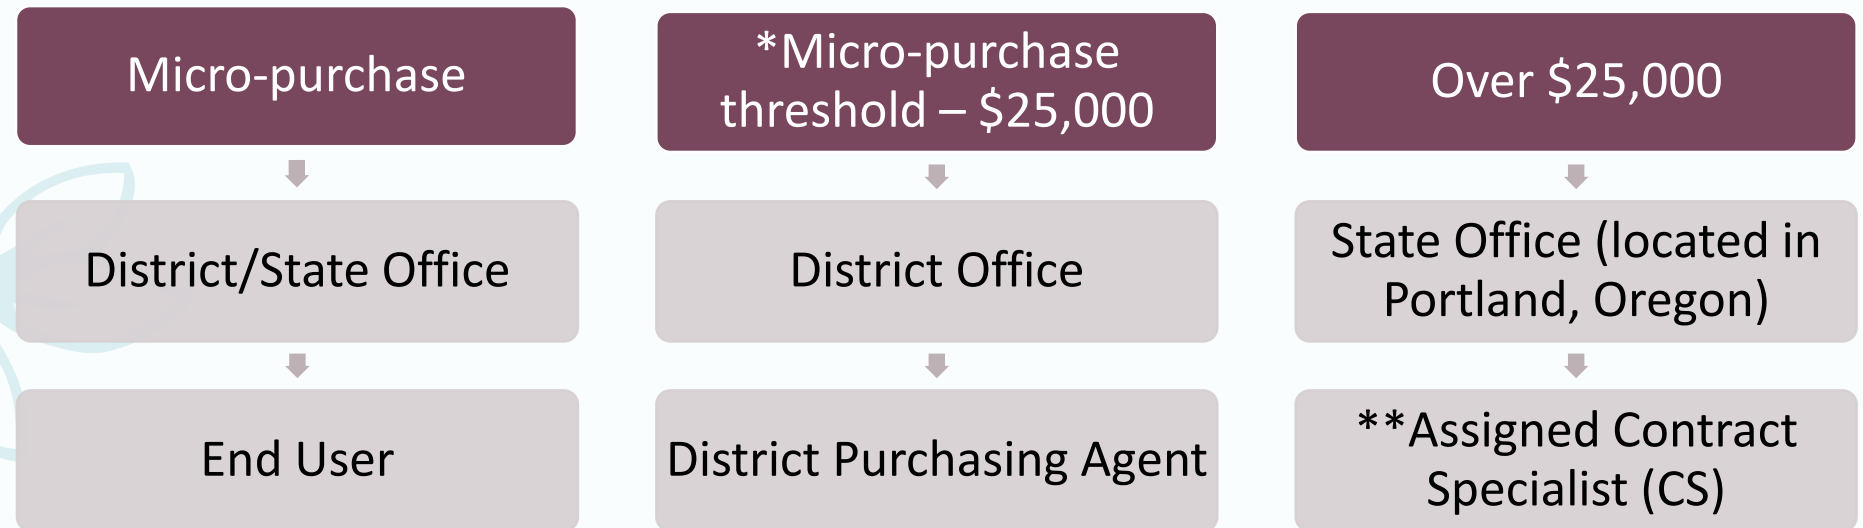 Micro-purchase
District/State Office
End User
*Micro-purchase
threshold – $25,000
District Office
District Purchasing Agent
Over $25,000
State Office (located in
Portland, Oregon)
**Assigned Contract
Specialist (CS)